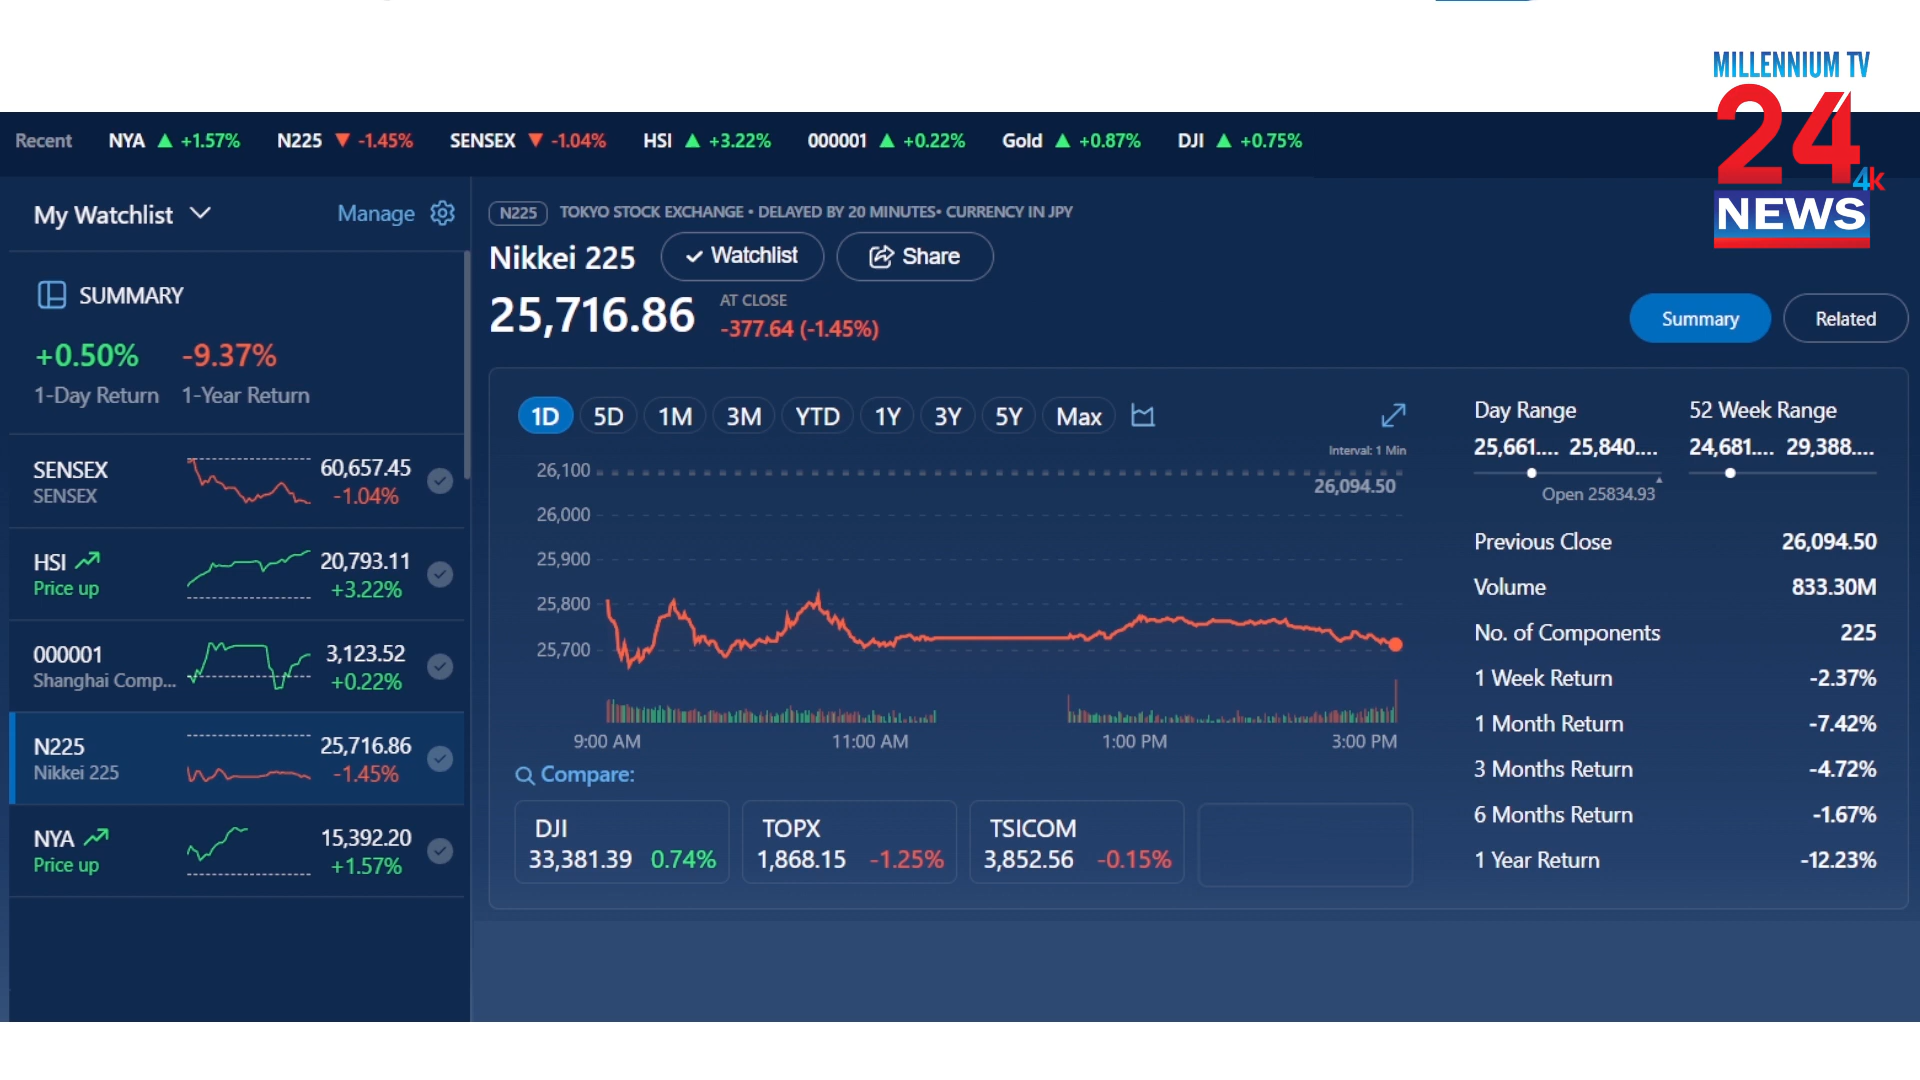 MILLENNIUM TV
24
4k
NEWS
Recent NYA ▲ +1.57% N225 ▼ -1.45% SENSEX ▼ -1.04% HSI ▲ +3.22% 000001 ▲ +0.22% Gold ▲ +0.87% DJI ▲ +0.75%
My Watchlist Manage
SUMMARY
+0.50% -9.37%
1-Day Return 1-Year Return
SENSEX 60,657.45
SENSEX -1.04%
HSI 20,793.11
Price up +3.22%
000001 3,123.52
Shanghai Comp... +0.22%
N225 25,716.86
Nikkei 225 -1.45%
NYA 15,392.20
Price up +1.57%
N225 TOKYO STOCK EXCHANGE • DELAYED BY 20 MINUTES• CURRENCY IN JPY
Nikkei 225 Watchlist Share
25,716.86 AT CLOSE
-377.64 (-1.45%)
Summary Related
1D 5D 1M 3M YTD 1Y 3Y 5Y Max
Interval: 1 Min
26,100
26,094.50
26,000
25,900
25,800
25,700
9:00 AM 11:00 AM 1:00 PM 3:00 PM
Compare:
DJI
33,381.39 0.74%
TOPX
1,868.15 -1.25%
TSICOM
3,852.56 -0.15%
Day Range 52 Week Range
25,661.... 25,840.... 24,681.... 29,388....
Open 25834.93
Previous Close 26,094.50
Volume 833.30M
No. of Components 225
1 Week Return -2.37%
1 Month Return -7.42%
3 Months Return -4.72%
6 Months Return -1.67%
1 Year Return -12.23%